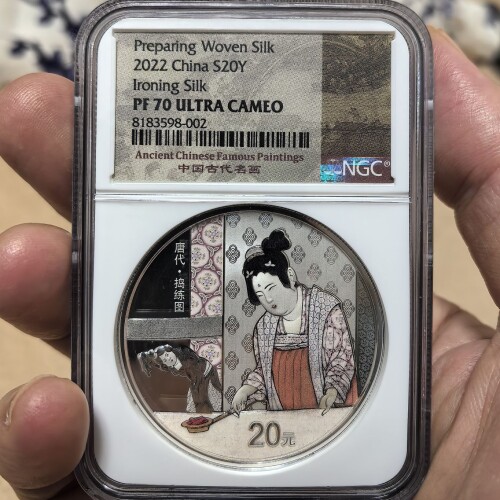 Preparing Woven Silk
2022 China S20Y
Ironing Silk
PF 70 ULTRA CAMEO
8183598-002
Ancient Chinese Famous Paintings
中国古代名画
NGC®
唐代·捣练图
20元